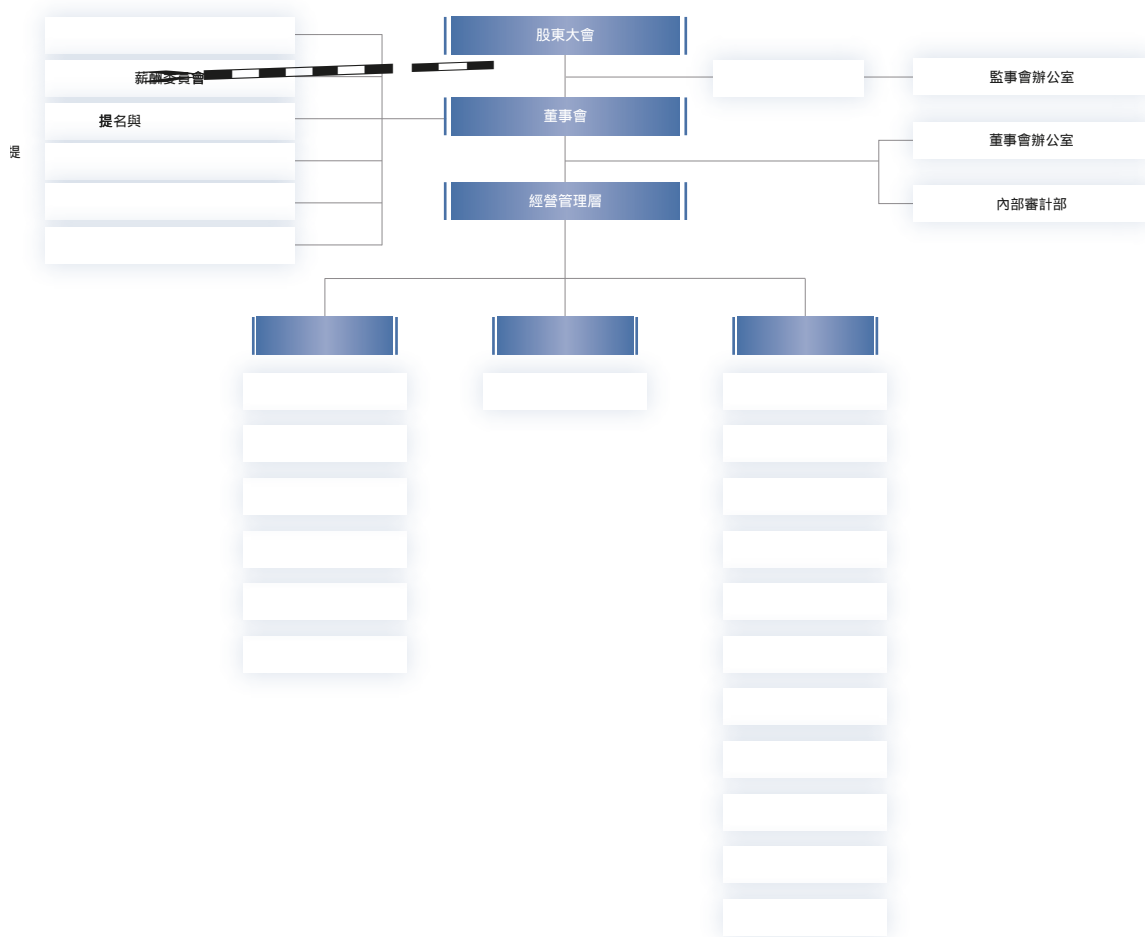 股東大會
薪酬委員會
監事會辦公室
董事會
提名與
董事會辦公室
提
經營管理層
內部審計部